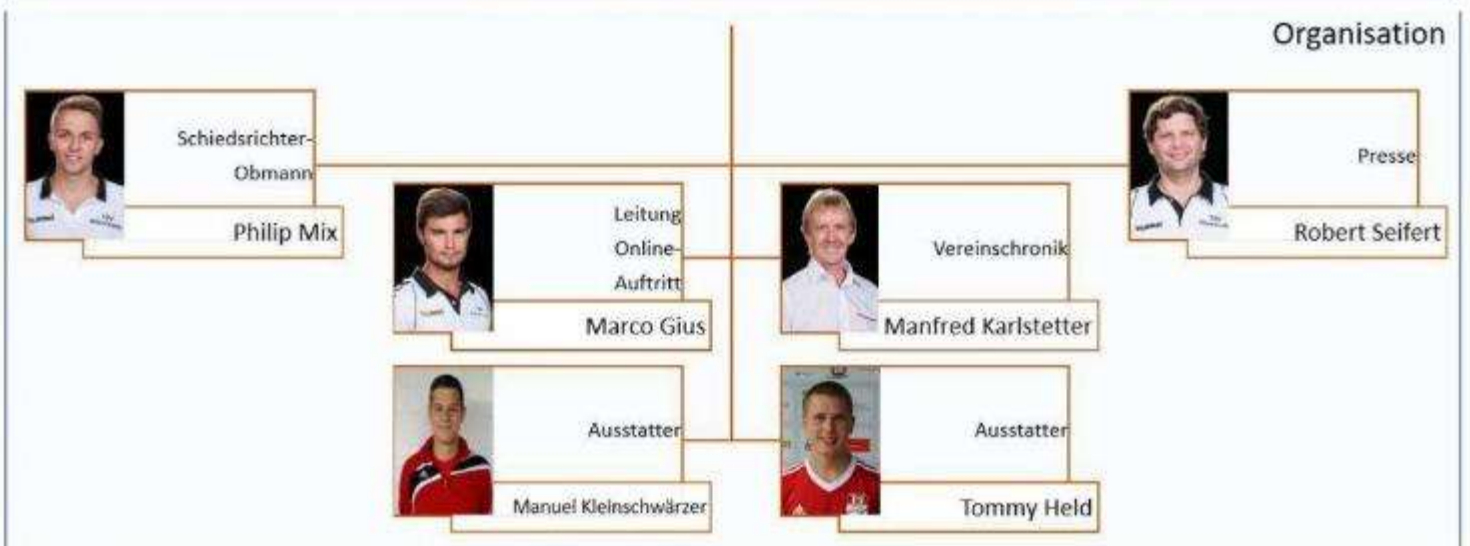 Organisation
Schiedsrichter-
Obmann
Philip Mix
Presse
Robert Seifert
Leitung
Online-
Auftritt
Marco Gius
Vereinschronik
Manfred Karlstetter
Ausstatter
Manuel Kleinschwärzer
Ausstatter
Tommy Held